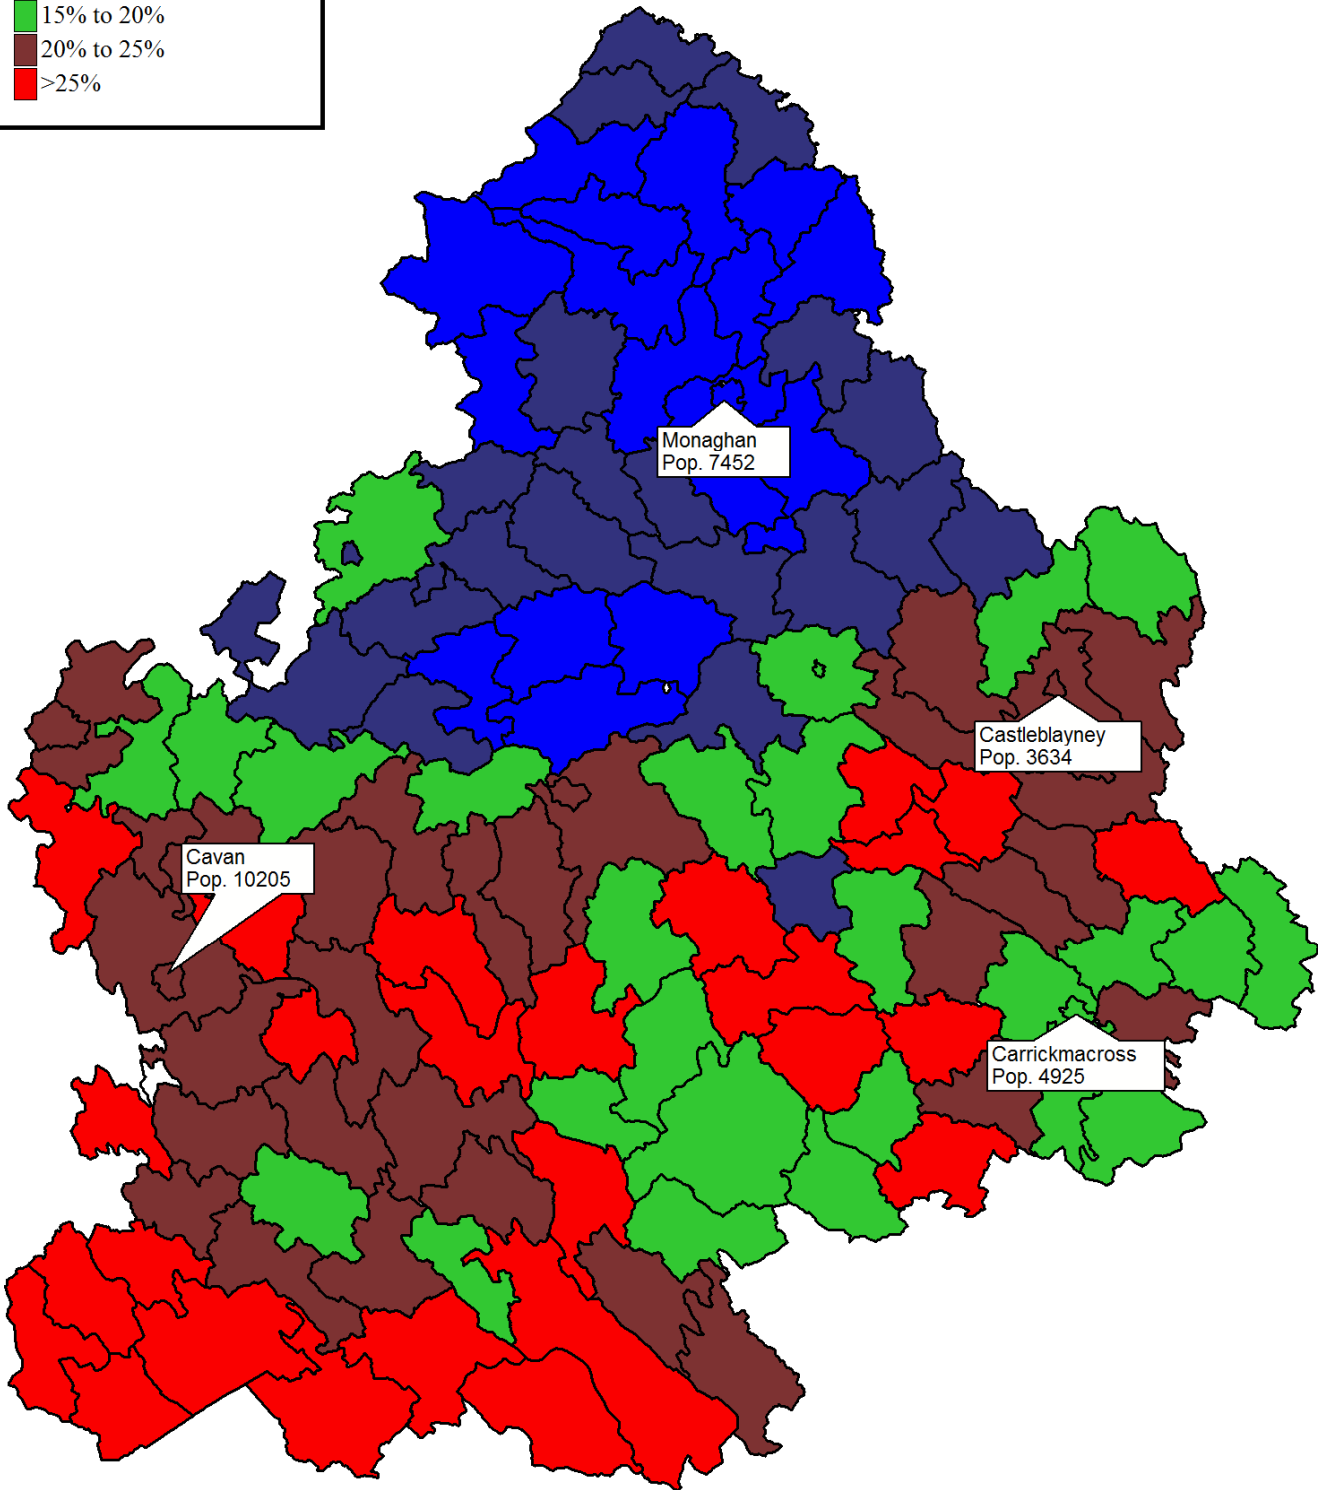 15% to 20%
20% to 25%
>25%
Monaghan
Pop. 7452
Castleblayney
Pop. 3634
Cavan
Pop. 10205
Carrickmacross
Pop. 4925